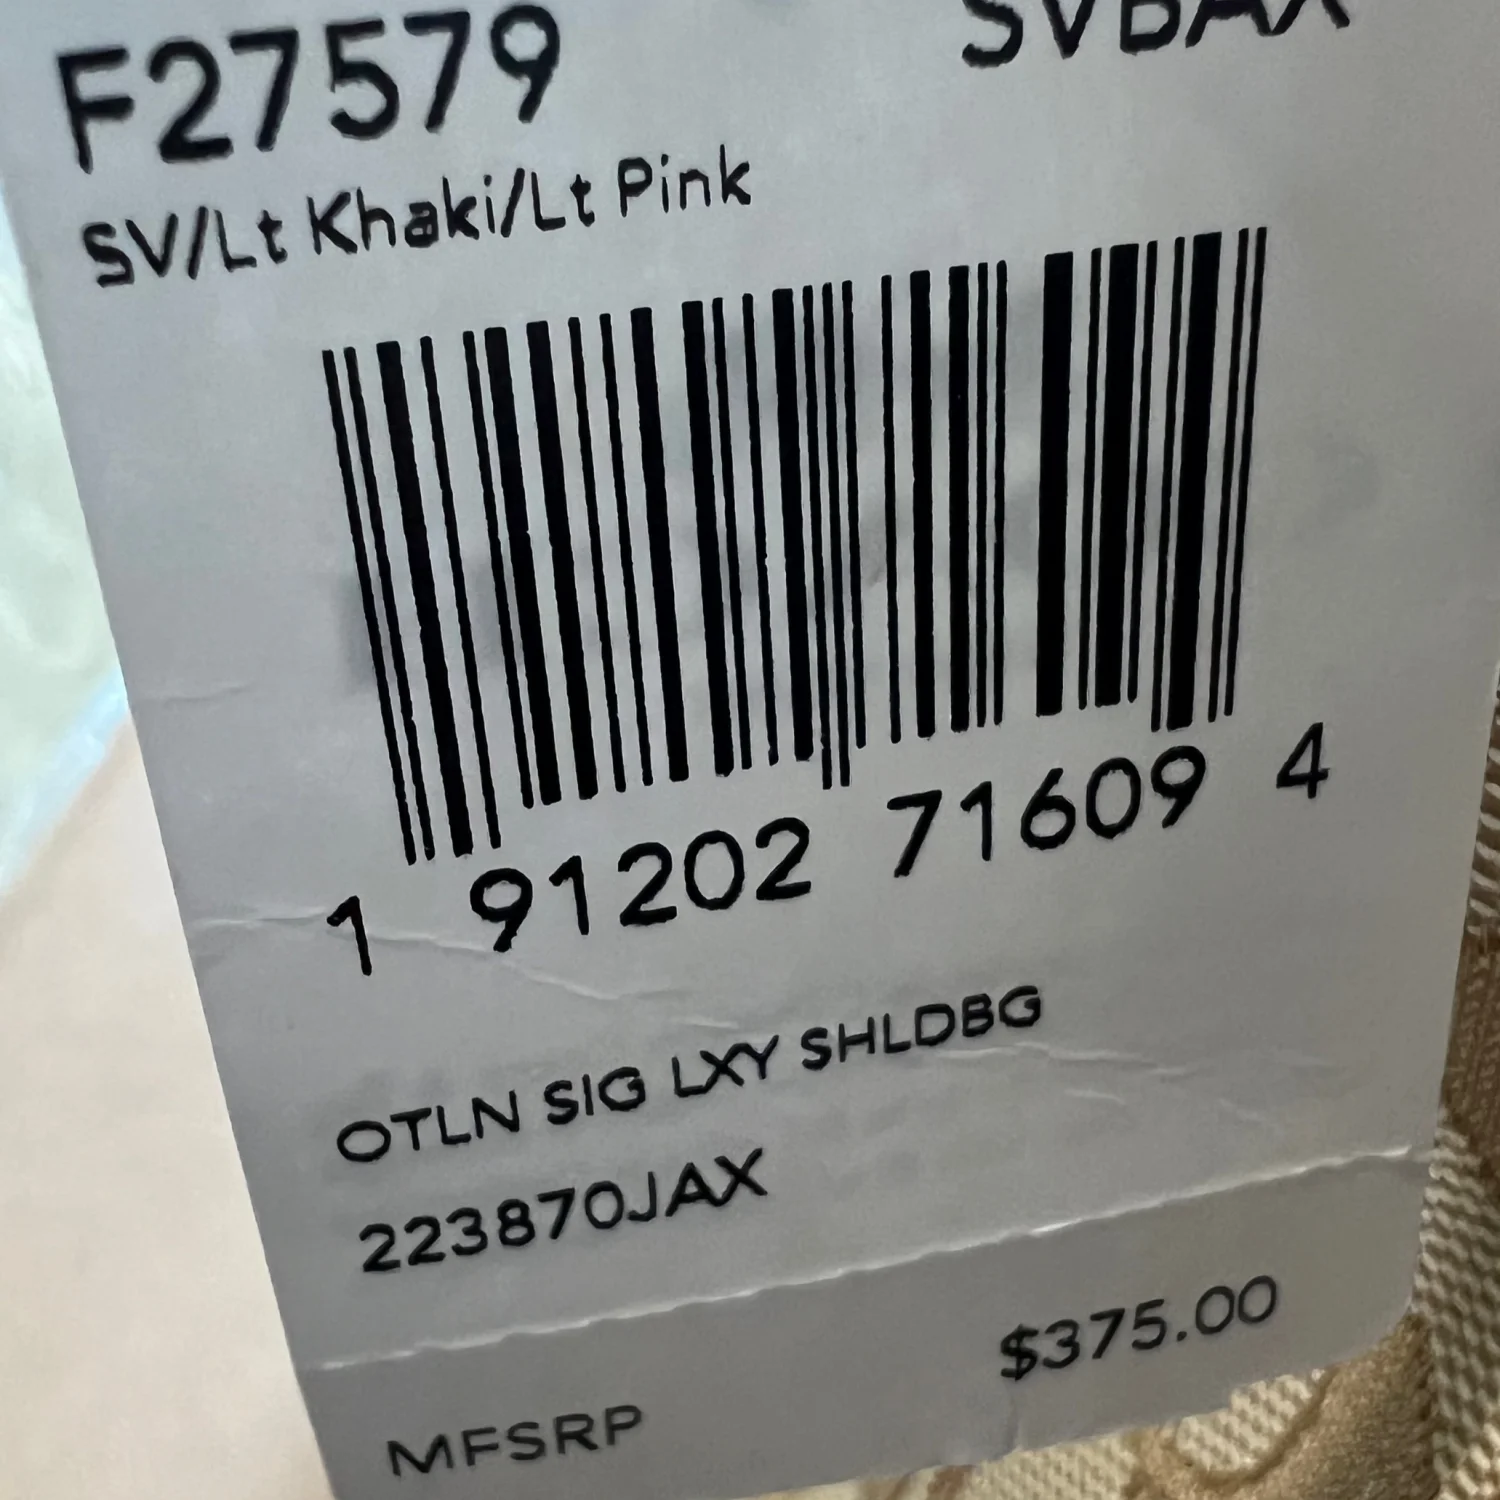 F27579 SVBAX
SV/Lt Khaki/Lt Pink
1 91202 71609 4
OTLN SIG LXY SHLDBG
223870JAX
$375.00
MFSRP